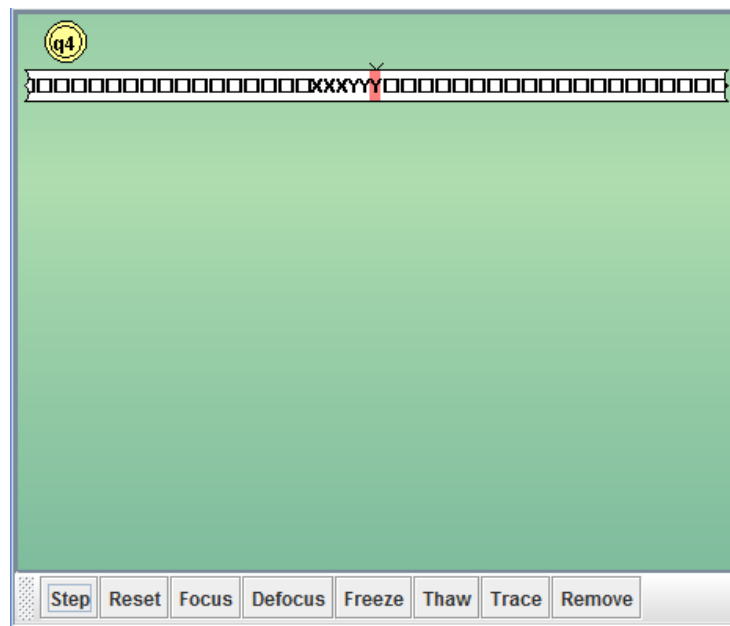 q4
□□□□□□□□□□□□□□□□□XXXYYY□□□□□□□□□□□□□□□□□□□□
Step Reset Focus Defocus Freeze Thaw Trace Remove